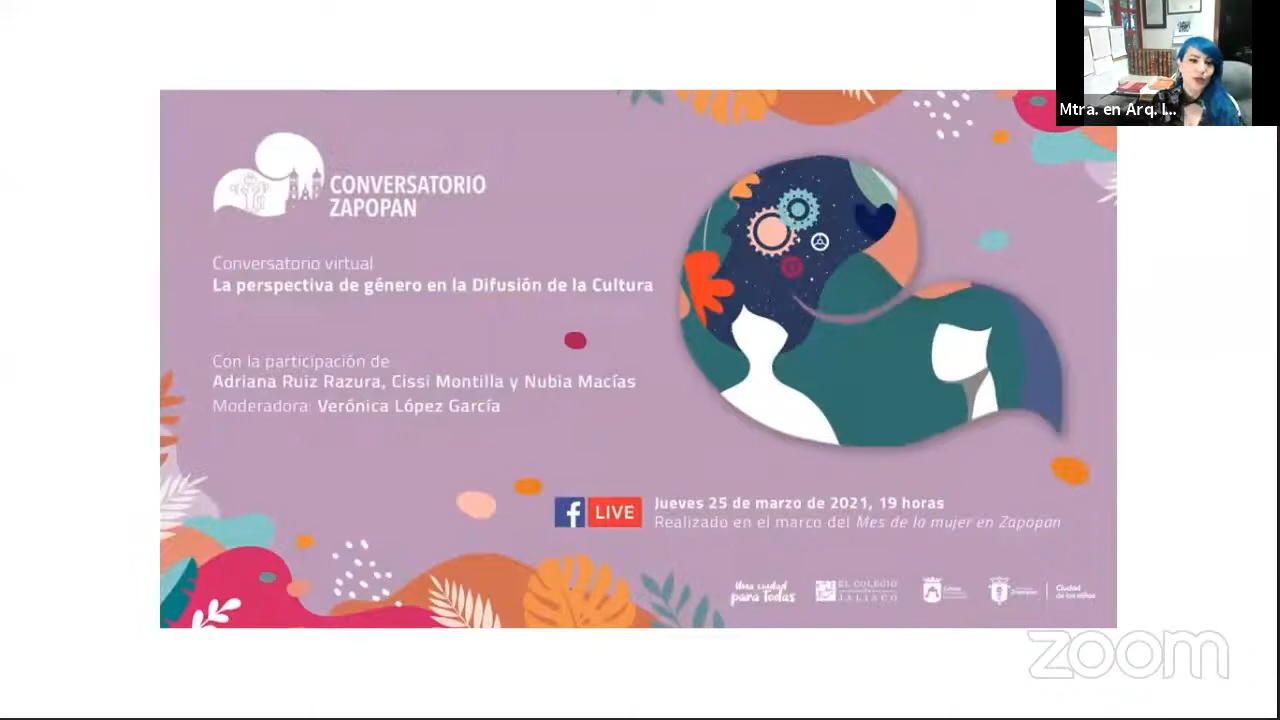 Mtra. en Arq. I...
CONVERSATORIO
ZAPOPAN
Conversatorio virtual
La perspectiva de género en la Difusión de la Cultura
Con la participación de
Adriana Ruiz Razura, Cissi Montilla y Nubia Macías
Moderadora: Verónica López García
f LIVE
Jueves 25 de marzo de 2021, 19 horas
Realizado en el marco del Mes de la mujer en Zapopan
Una ciudad
para Todas
EL COLEGIO
JALISCO
Zapopan
Ciudad
de los niños
zoom